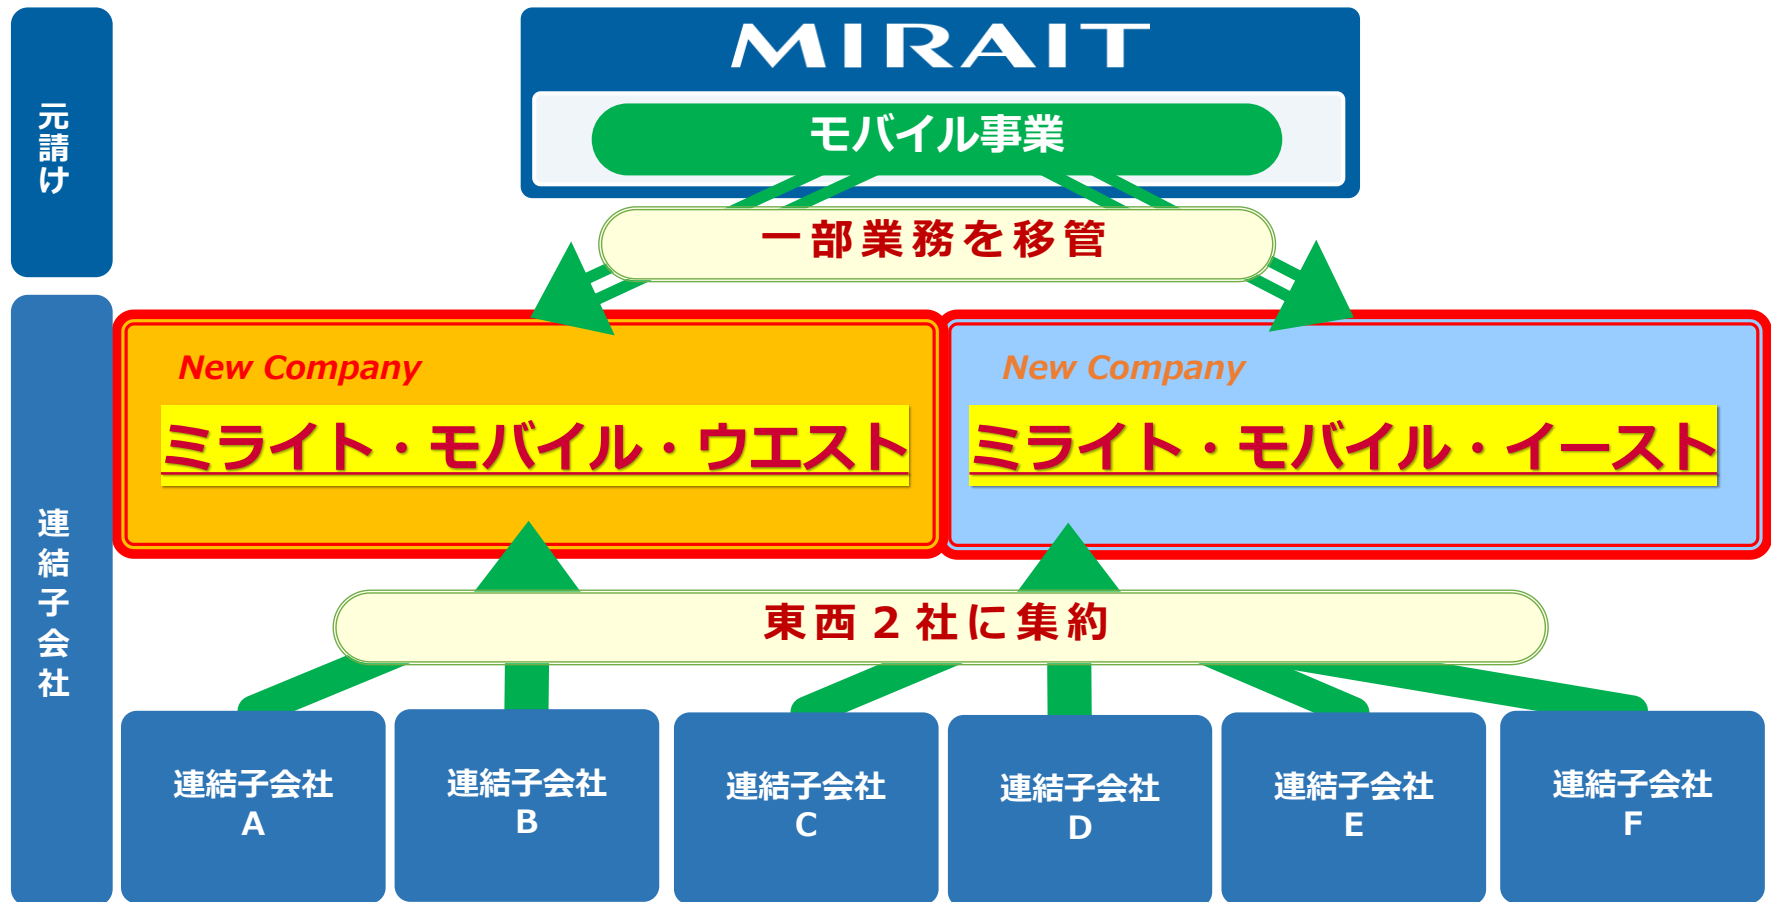 元請け
MIRAIT
モバイル事業
一部業務を移管
連結子会社
New Company
ミライト・モバイル・ウエスト
New Company
ミライト・モバイル・イースト
東西２社に集約
連結子会社
A
連結子会社
B
連結子会社
C
連結子会社
D
連結子会社
E
連結子会社
F